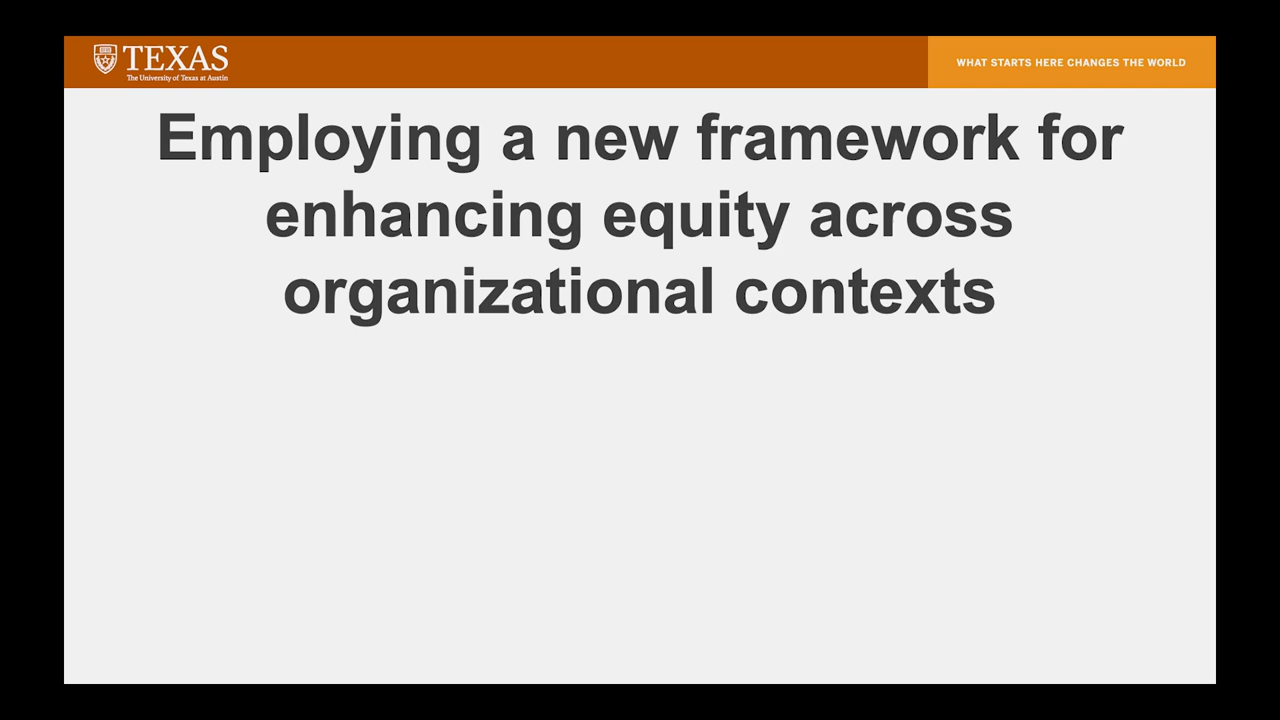 TEXAS
The University of Texas at Austin
WHAT STARTS HERE CHANGES THE WORLD
Employing a new framework for
enhancing equity across
organizational contexts